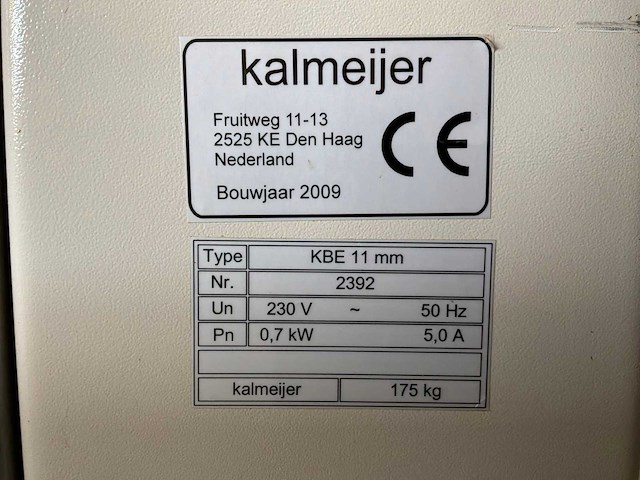 kalmeijer
Fruitweg 11-13
2525 KE Den Haag
Nederland
CE
Bouwjaar 2009
Type KBE 11 mm
Nr. 2392
Un 230 V ~ 50 Hz
Pn 0,7 kW 5,0 A
kalmeijer 175 kg